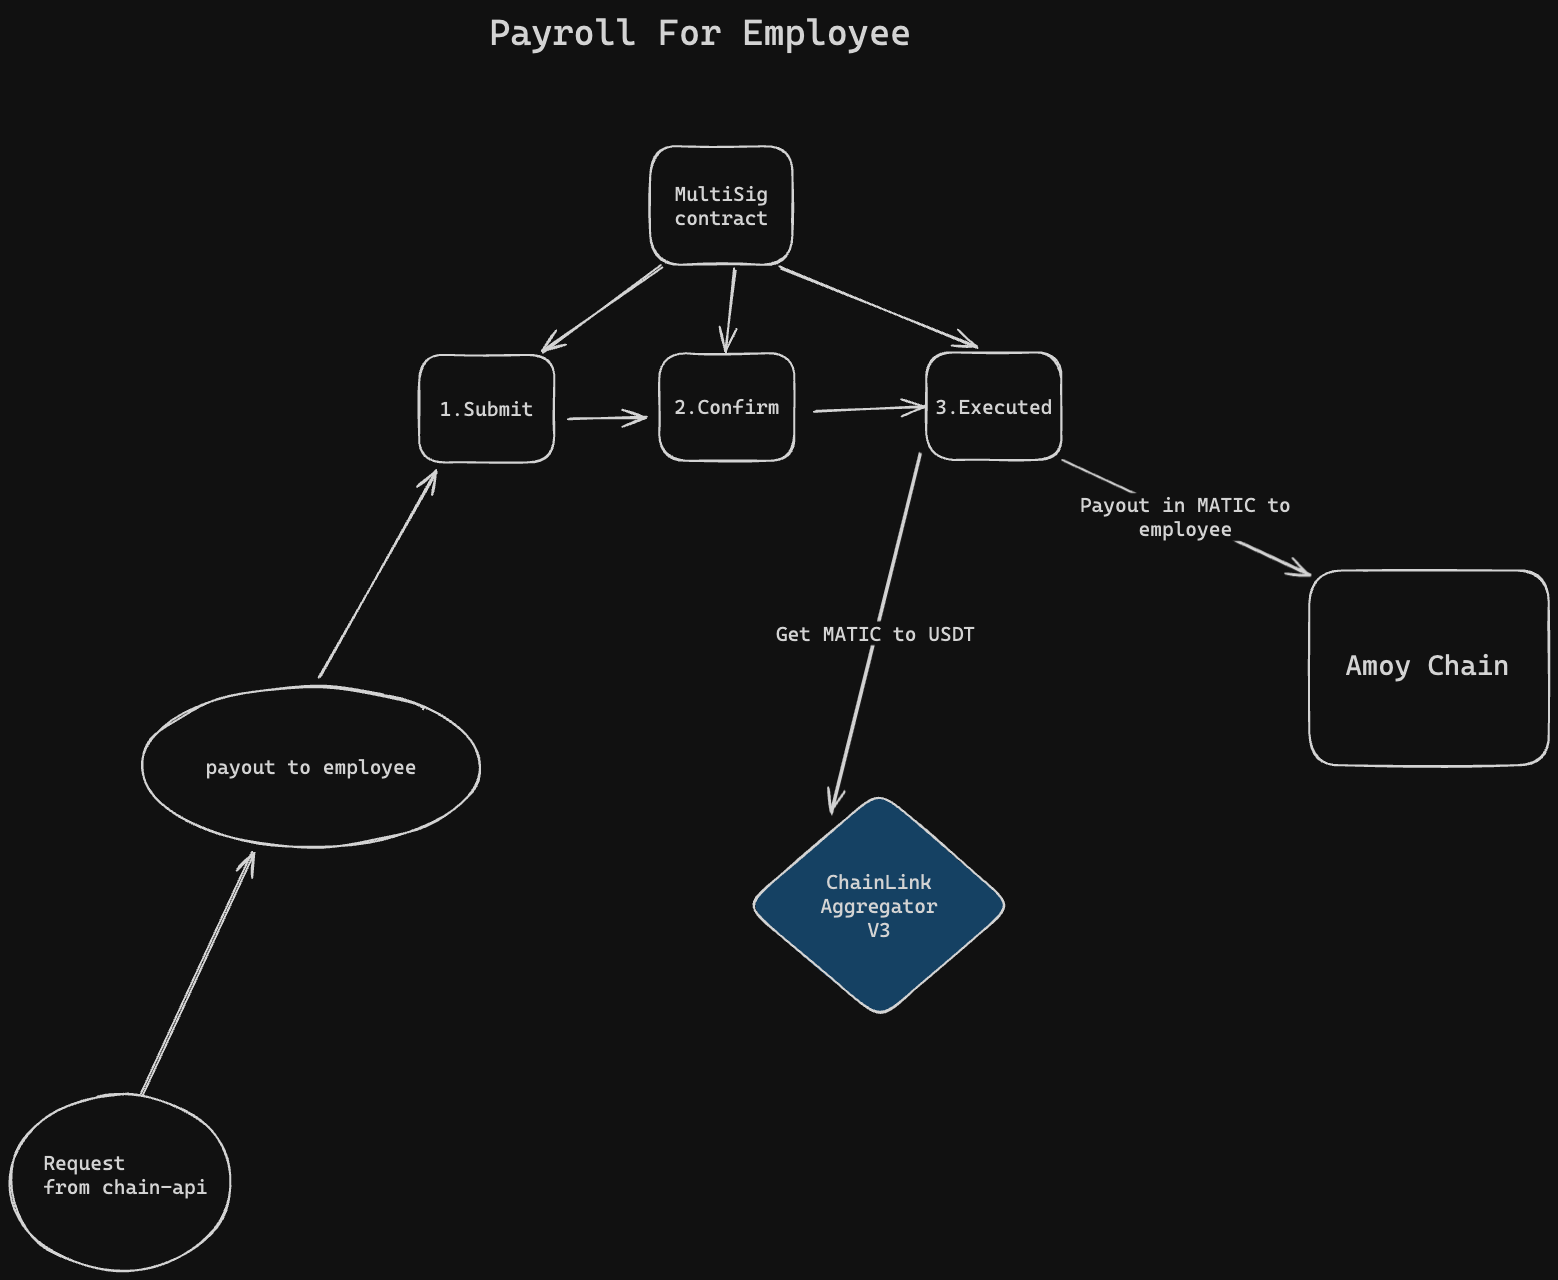 Payroll For Employee
MultiSig
contract
1.Submit
2.Confirm
3.Executed
Payout in MATIC to
employee
Get MATIC to USDT
Amoy Chain
payout to employee
ChainLink
Aggregator
V3
Request
from chain-api